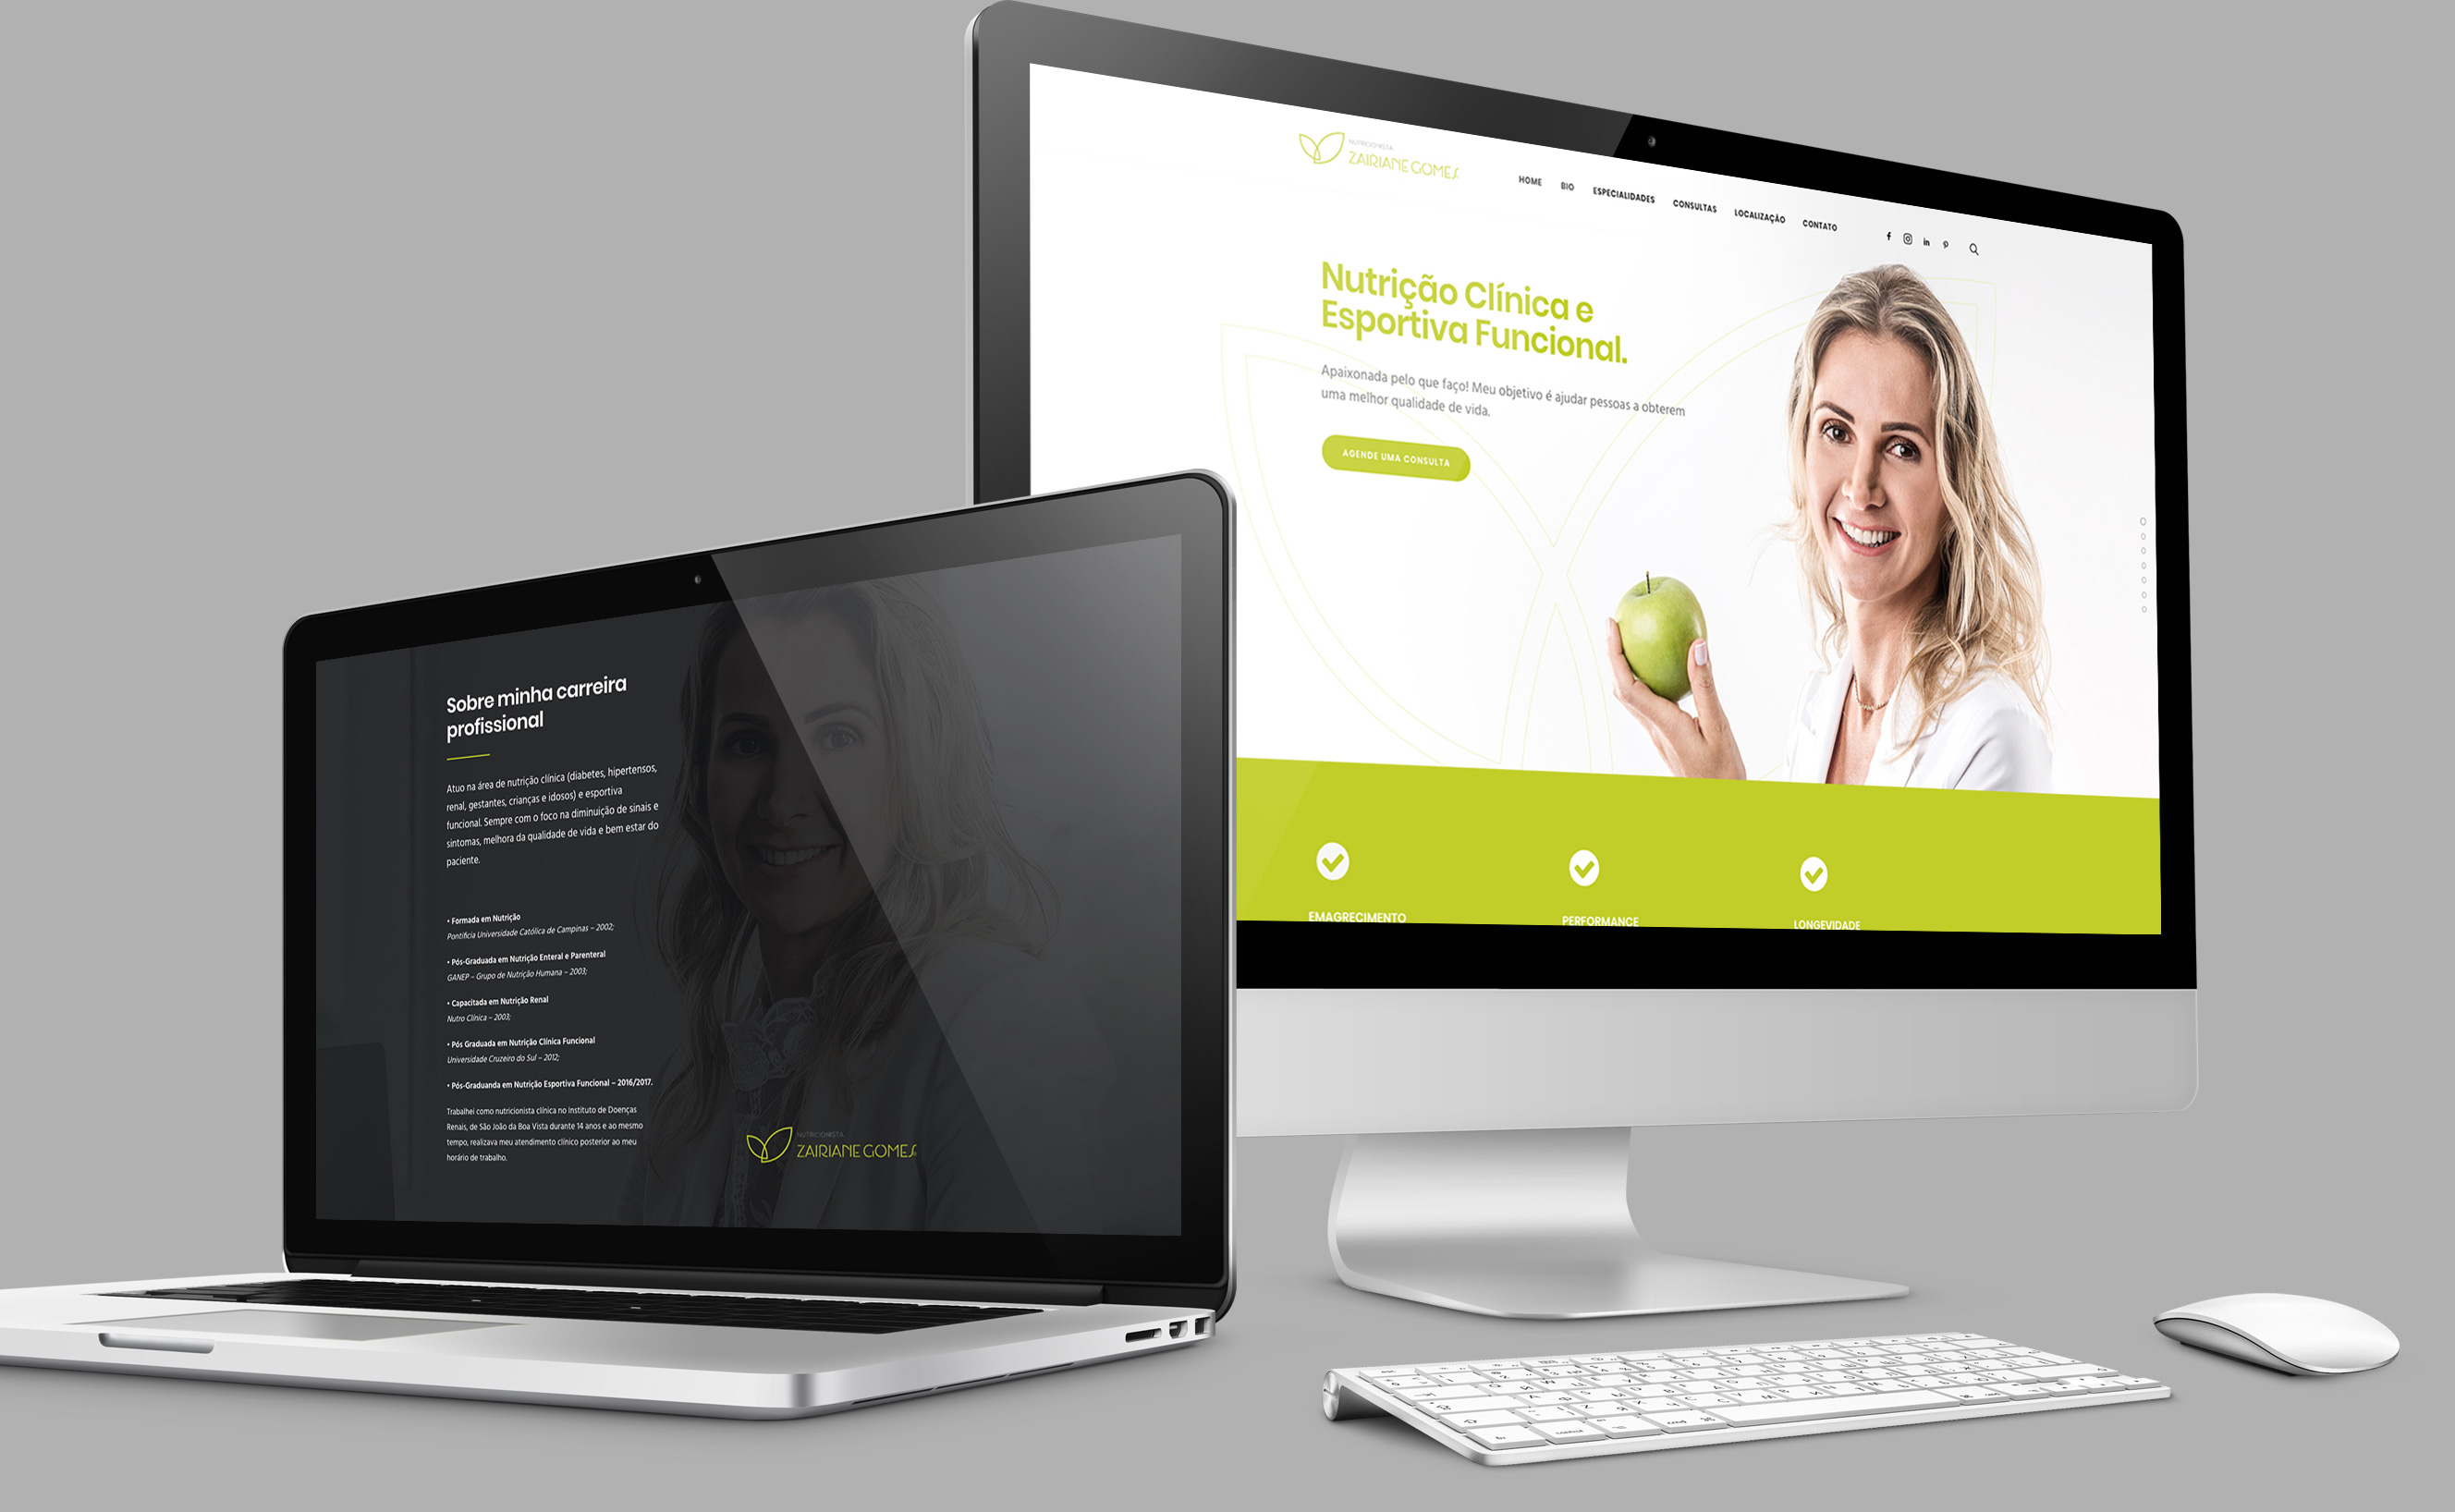 NUTRICIONISTA
ZAIRIANE GOMES
HOME
BIO
ESPECIALIDADES
CONSULTAS
LOCALIZAÇÃO
CONTATO
Nutrição Clínica e
Esportiva Funcional.
Apaixonada pelo que faço! Meu objetivo é ajudar pessoas a obterem
uma melhor qualidade de vida.
AGENDE UMA CONSULTA
EMAGRECIMENTO
PERFORMANCE
LONGEVIDADE
Sobre minha carreira
profissional
Atuo na área de nutrição clínica (diabetes, hipertensos,
renal, gestantes, crianças e idosos) e esportiva
funcional. Sempre com o foco na diminuição de sinais e
sintomas, melhora da qualidade de vida e bem estar do
paciente.
• Formada em Nutrição
Pontifícia Universidade Católica de Campinas – 2002;
• Pós-Graduada em Nutrição Enteral e Parenteral
GANEP – Grupo de Nutrição Humana – 2003;
• Capacitada em Nutrição Renal
Nutro Clínica – 2003;
• Pós Graduada em Nutrição Clínica Funcional
Universidade Cruzeiro do Sul – 2012;
• Pós-Graduanda em Nutrição Esportiva Funcional – 2016/2017.
Trabalhei como nutricionista clínica no Instituto de Doenças
Renais, de São João da Boa Vista durante 14 anos e ao mesmo
tempo, realizava meu atendimento clínico posterior ao meu
horário de trabalho.
NUTRICIONISTA
ZAIRIANE GOMES